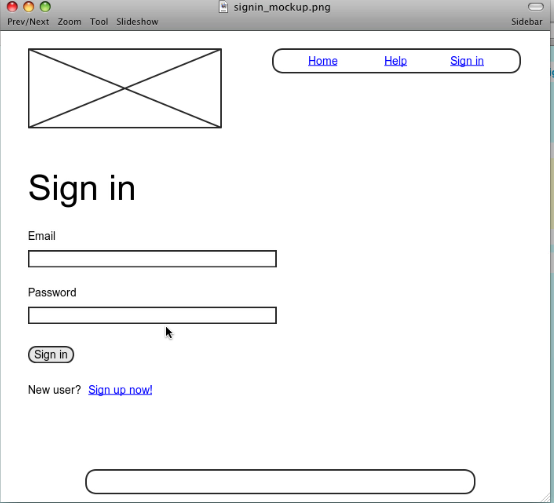 signin_mockup.png
Prev/Next Zoom Tool Slideshow Sidebar
Home Help Sign in
Sign in
Email
Password
Sign in
New user? Sign up now!